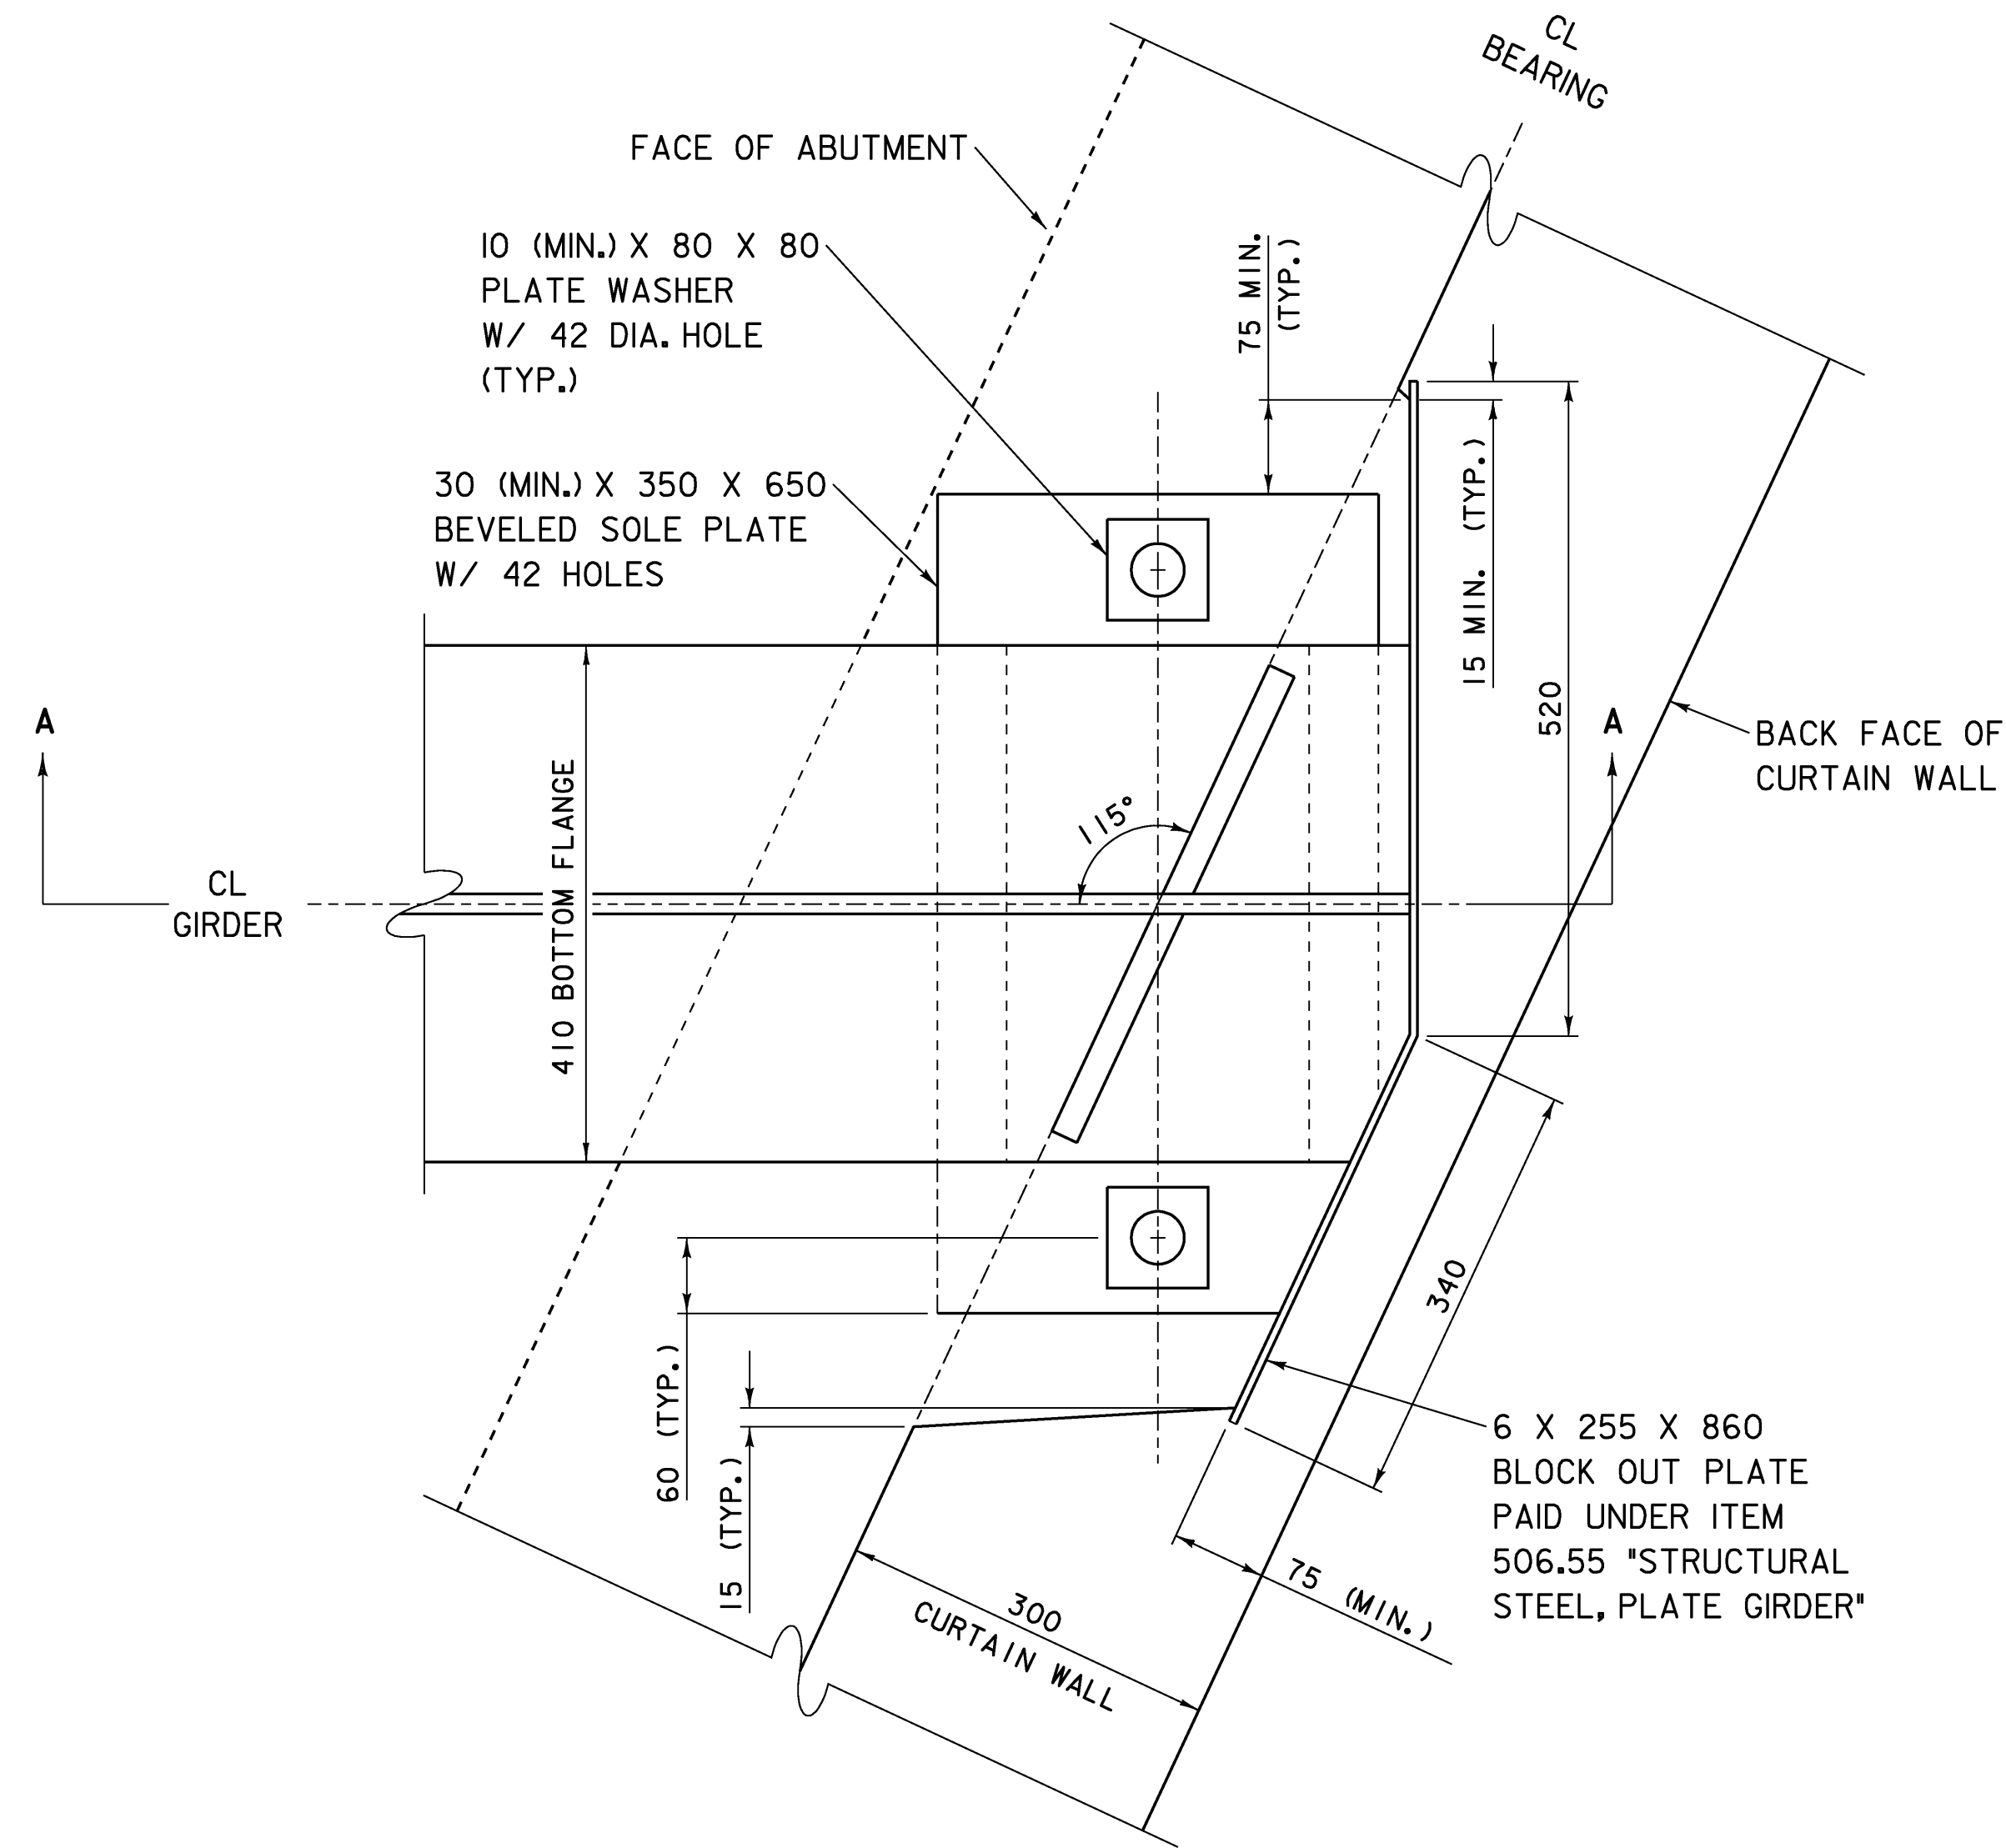 CL
BEARING
FACE OF ABUTMENT
10 (MIN.) X 80 X 80
PLATE WASHER
W/ 42 DIA. HOLE
(TYP.)
75 MIN.
(TYP.)
30 (MIN.) X 350 X 650
BEVELED SOLE PLATE
W/ 42 HOLES
15 MIN. (TYP.)
520
A
A
BACK FACE OF
CURTAIN WALL
410 BOTTOM FLANGE
115°
CL
GIRDER
340
60 (TYP.)
15 (TYP.)
6 X 255 X 860
BLOCK OUT PLATE
PAID UNDER ITEM
506.55 "STRUCTURAL
STEEL, PLATE GIRDER"
75 (MIN.)
300
CURTAIN WALL